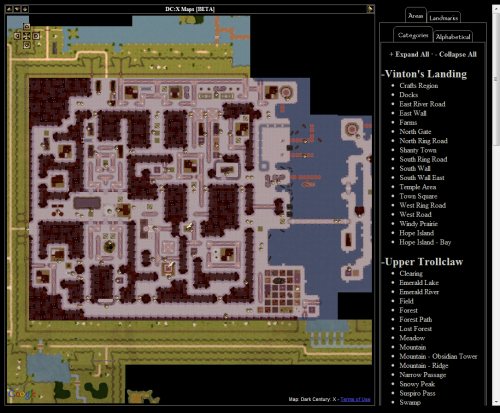 DC:X Maps [BETA]
Areas
Landmarks
Categories
Alphabetical
+ Expand All · - Collapse All
-Vinton's Landing
Crafts Region
Docks
East River Road
East Wall
Farms
North Gate
North Ring Road
Shanty Town
South Ring Road
South Wall
South Wall East
Temple Area
Town Square
West Ring Road
West Road
Windy Prairie
Hope Island
Hope Island - Bay
-Upper Trollclaw
Clearing
Emerald Lake
Emerald River
Field
Forest
Forest Path
Lost Forest
Meadow
Mountain
Mountain - Obsidian Tower
Mountain - Ridge
Narrow Passage
Snowy Peak
Suspiro Pass
Swamp
Google
Map: Dark Century: X - Terms of Use